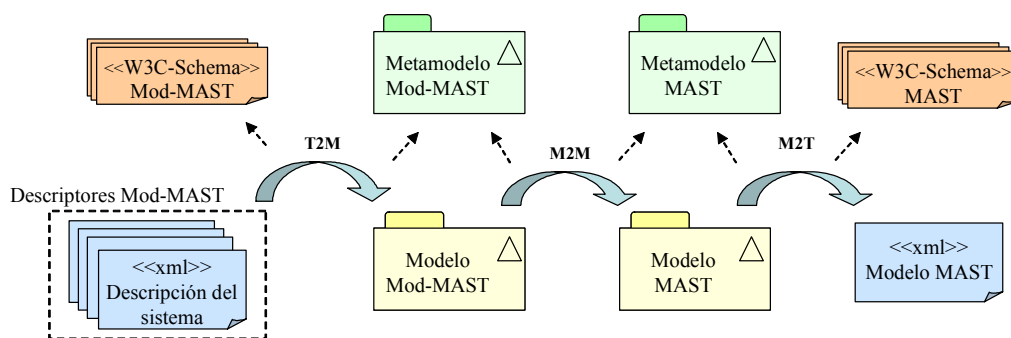 <<W3C-Schema>>
Mod-MAST
Metamodelo
Mod-MAST
Metamodelo
MAST
<<W3C-Schema>>
MAST
T2M
M2M
M2T
Descriptores Mod-MAST
<<xml>>
Descripción del
sistema
Modelo
Mod-MAST
Modelo
MAST
<<xml>>
Modelo MAST